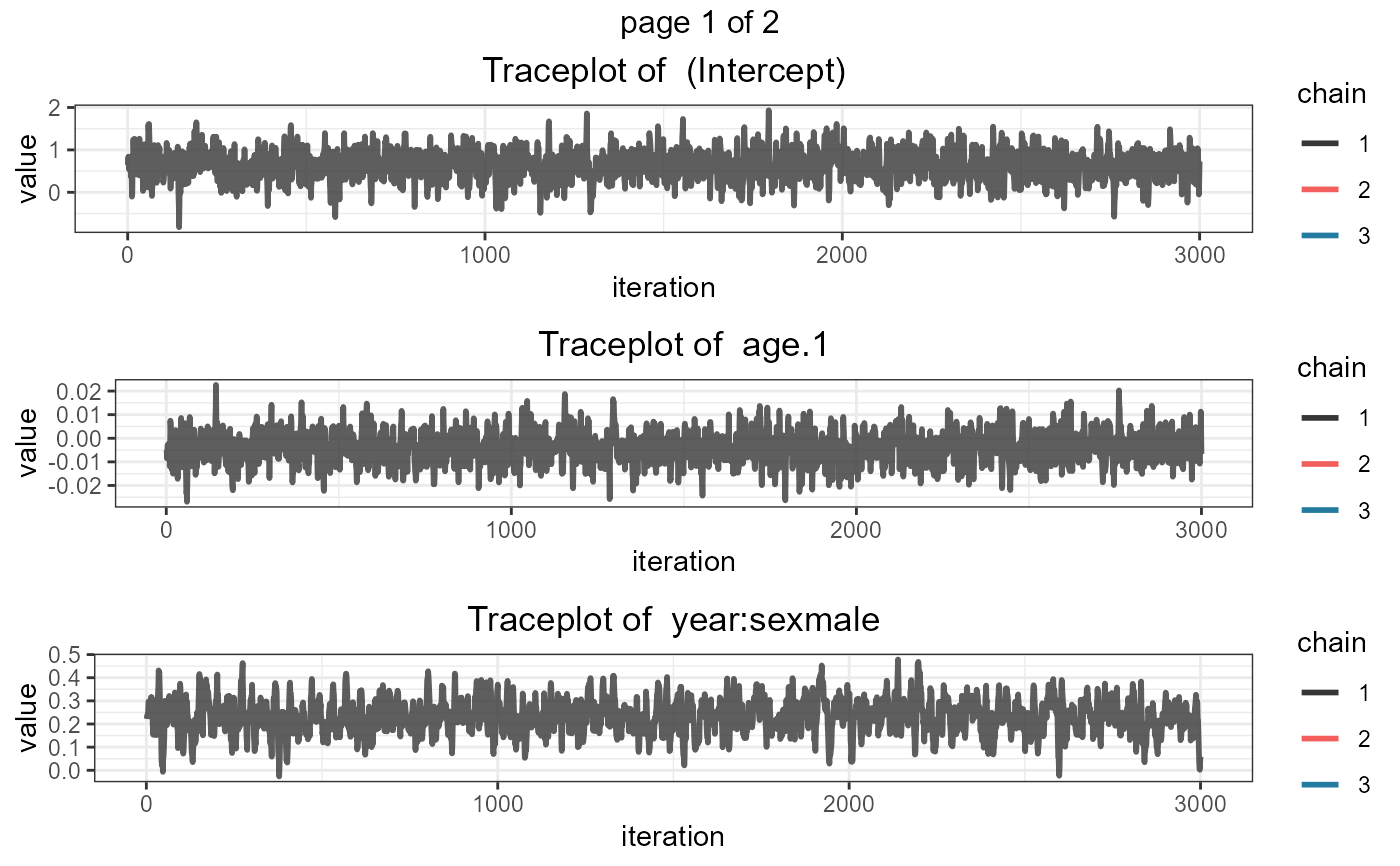 page 1 of 2
Traceplot of  (Intercept)
value
2
1
0
0 1000 2000 3000
iteration
chain
1
2
3
Traceplot of  age.1
value
0.02
0.01
0.00
-0.01
-0.02
0 1000 2000 3000
iteration
chain
1
2
3
Traceplot of  year:sexmale
value
0.5
0.4
0.3
0.2
0.1
0.0
0 1000 2000 3000
iteration
chain
1
2
3